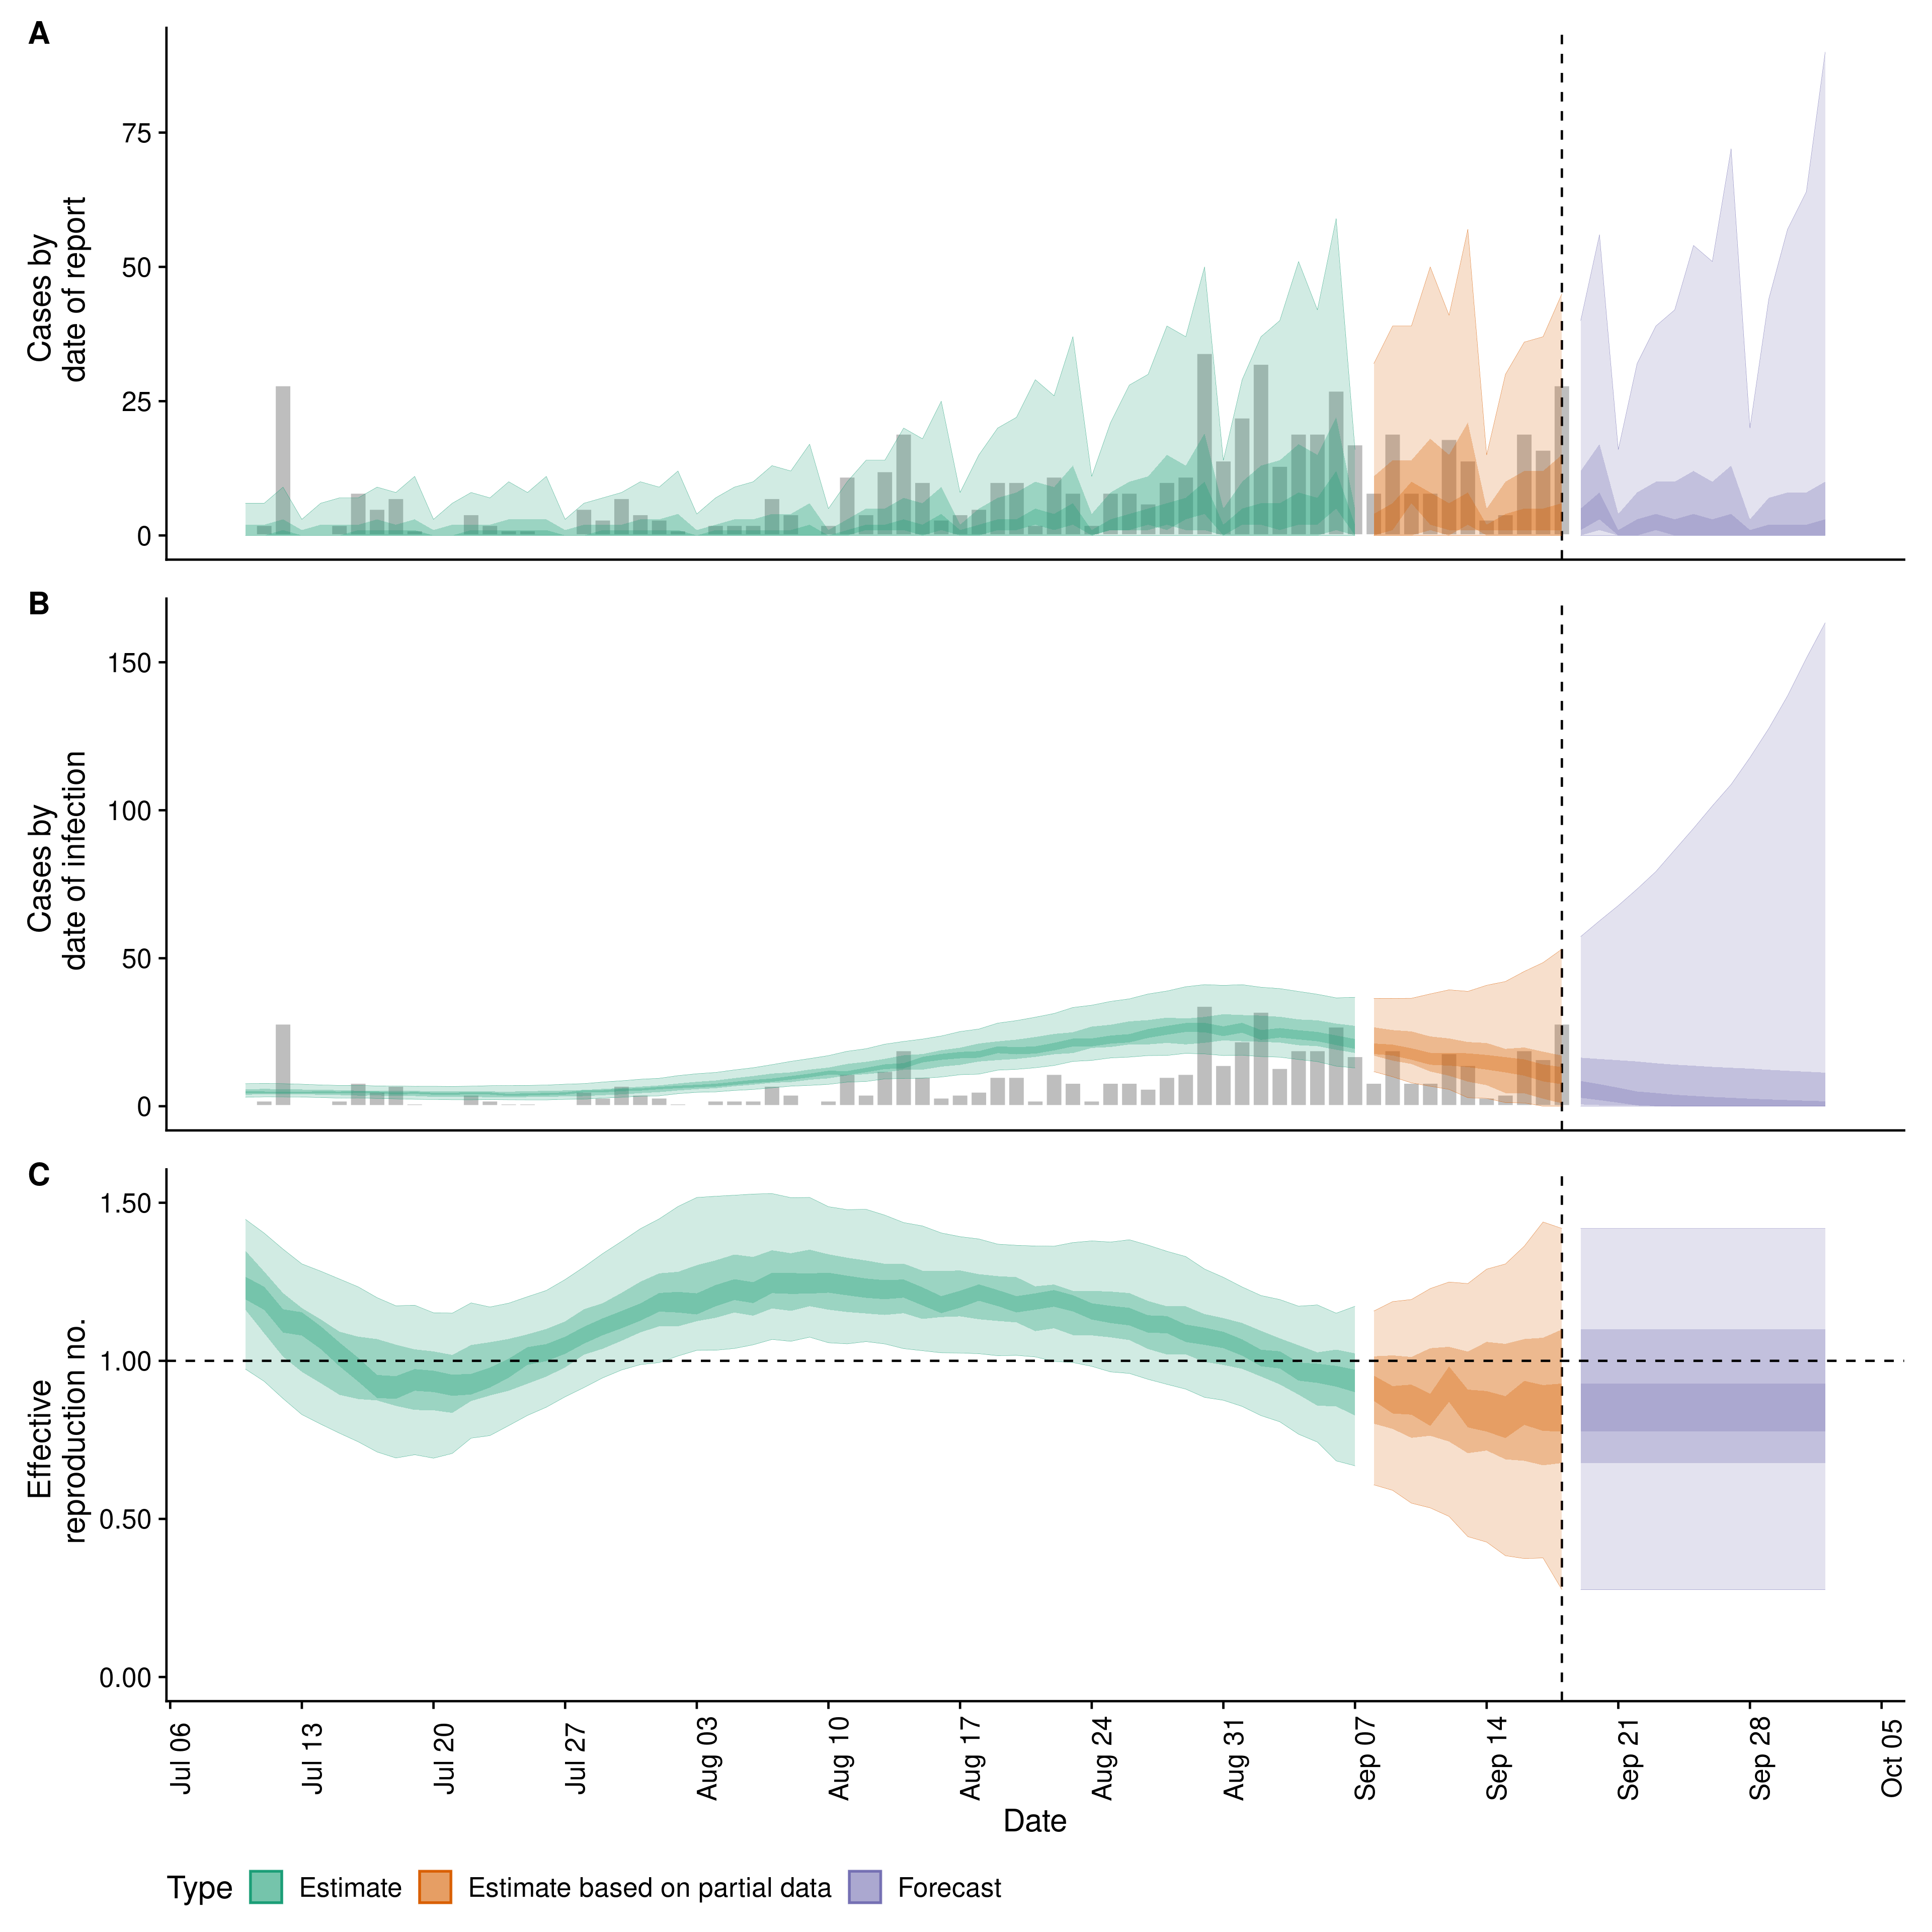 A
Cases by
date of report
75
50
25
0
B
Cases by
date of infection
150
100
50
0
C
Effective
reproduction no.
1.50
1.00
0.50
0.00
Jul 06
Jul 13
Jul 20
Jul 27
Aug 03
Aug 10
Aug 17
Aug 24
Aug 31
Sep 07
Sep 14
Sep 21
Sep 28
Oct 05
Date
Type
Estimate
Estimate based on partial data
Forecast